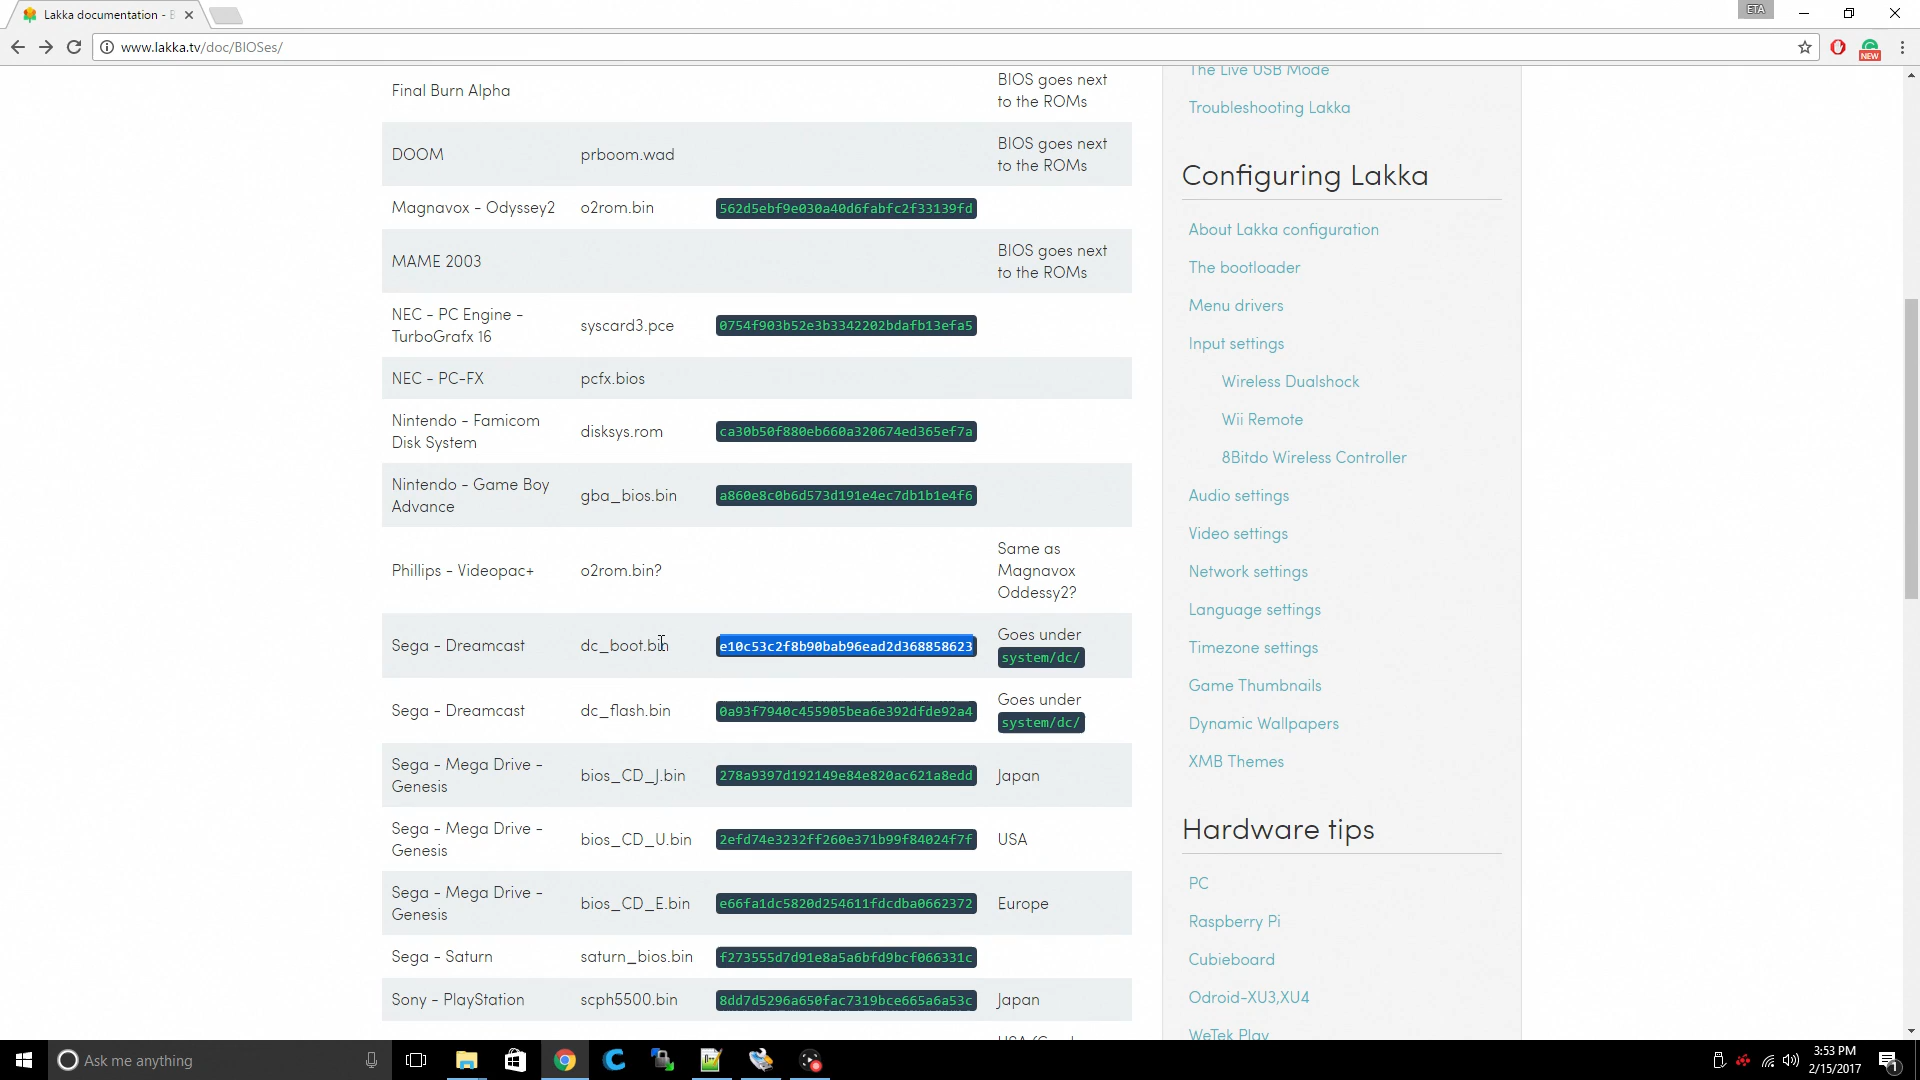 Lakka documentation - B
ETA
www.lakka.tv/doc/BIOSes/
NEW
Final Burn Alpha
BIOS goes next
to the ROMs
DOOM
prboom.wad
BIOS goes next
to the ROMs
Magnavox - Odyssey2
o2rom.bin
562d5ebf9e030a40d6fabfc2f33139fd
MAME 2003
BIOS goes next
to the ROMs
NEC - PC Engine -
TurboGrafx 16
syscard3.pce
0754f903b52e3b3342202bdafb13efa5
NEC - PC-FX
pcfx.bios
Nintendo - Famicom
Disk System
disksys.rom
ca30b50f880eb660a320674ed365ef7a
Nintendo - Game Boy
Advance
gba_bios.bin
a860e8c0b6d573d191e4ec7db1b1e4f6
Phillips - Videopac+
o2rom.bin?
Same as
Magnavox
Oddessy2?
Sega - Dreamcast
dc_boot.bin
e10c53c2f8b90bab96ead2d368858623
Goes under
system/dc/
Sega - Dreamcast
dc_flash.bin
0a93f7940c455905bea6e392dfde92a4
Goes under
system/dc/
Sega - Mega Drive -
Genesis
bios_CD_J.bin
278a9397d192149e84e820ac621a8edd
Japan
Sega - Mega Drive -
Genesis
bios_CD_U.bin
2efd74e3232ff260e371b99f84024f7f
USA
Sega - Mega Drive -
Genesis
bios_CD_E.bin
e66fa1dc5820d254611fdcdba0662372
Europe
Sega - Saturn
saturn_bios.bin
f273555d7d91e8a5a6bfd9bcf066331c
Sony - PlayStation
scph5500.bin
8dd7d5296a650fac7319bce665a6a53c
Japan
The Live USB Mode
Troubleshooting Lakka
Configuring Lakka
About Lakka configuration
The bootloader
Menu drivers
Input settings
Wireless Dualshock
Wii Remote
8Bitdo Wireless Controller
Audio settings
Video settings
Network settings
Language settings
Timezone settings
Game Thumbnails
Dynamic Wallpapers
XMB Themes
Hardware tips
PC
Raspberry Pi
Cubieboard
Odroid-XU3,XU4
WeTek Play
Ask me anything
3:53 PM
2/15/2017
1